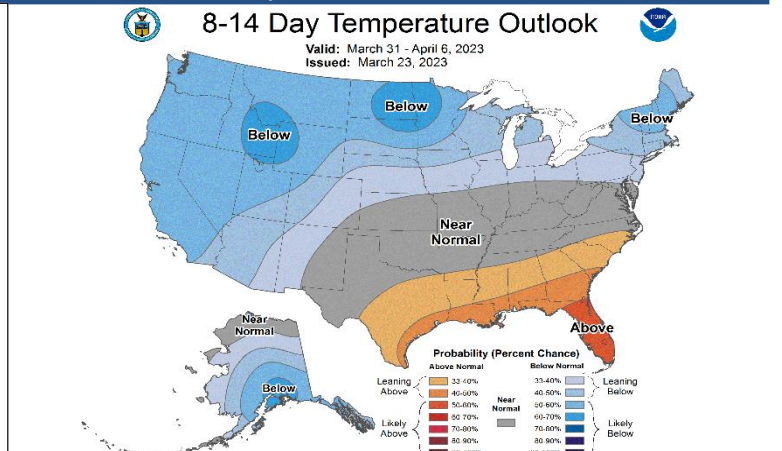 8-14 Day Temperature Outlook
Valid: March 31 - April 6, 2023
Issued: March 23, 2023
Below
Below
Below
Near
Normal
Above
Near
Normal
Below
Probability (Percent Chance)
Above Normal
Below Normal
Leaning
Above
33-40%
33-40%
Leaning
Below
40-50%
40-50%
50-60%
Near
Normal
50-60%
Likely
Above
60-70%
60-70%
Likely
Below
70-80%
70-80%
80-90%
80-90%